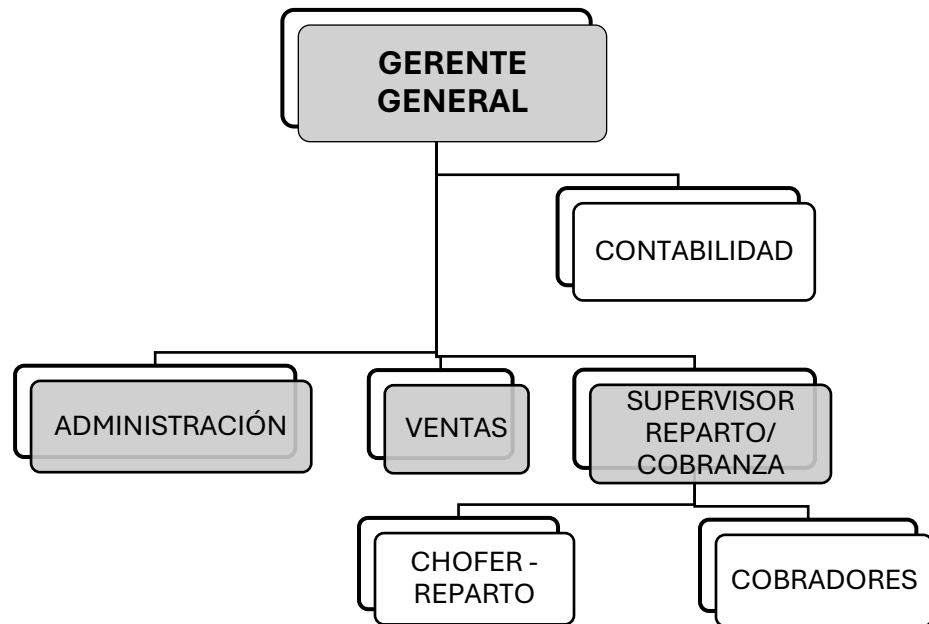 GERENTE
GENERAL
CONTABILIDAD
ADMINISTRACIÓN
VENTAS
SUPERVISOR
REPARTO/
COBRANZA
CHOFER -
REPARTO
COBRADORES